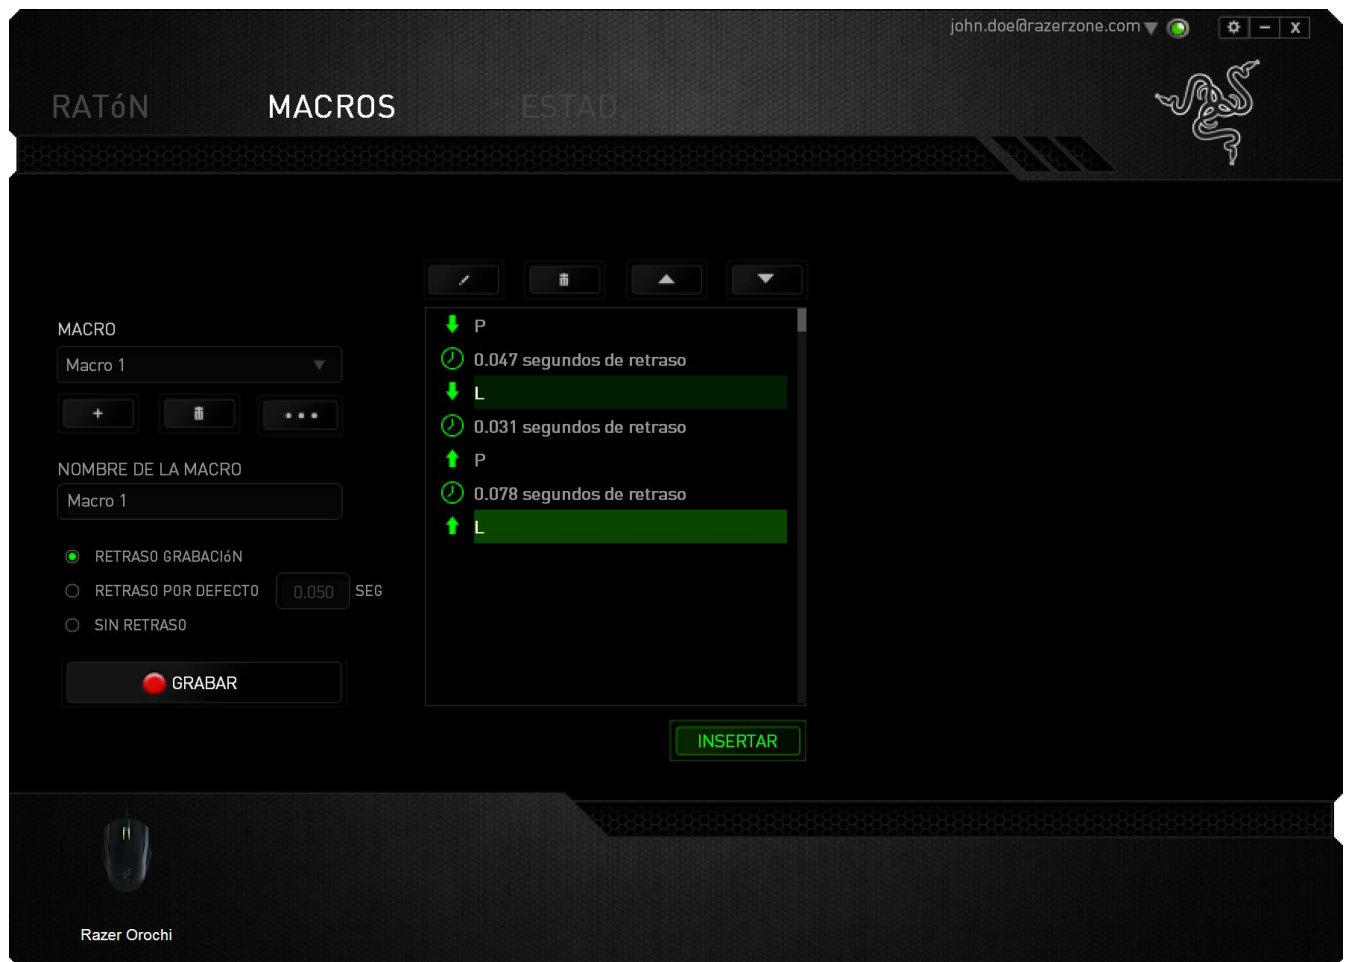 john.doe@razerzone.com
RATóN
MACROS
ESTAD.
MACRO
Macro 1
NOMBRE DE LA MACRO
Macro 1
RETRASO GRABACIóN
RETRASO POR DEFECTO 0.050 SEG
SIN RETRASO
GRABAR
P
0.047 segundos de retraso
L
0.031 segundos de retraso
P
0.078 segundos de retraso
L
INSERTAR
Razer Orochi